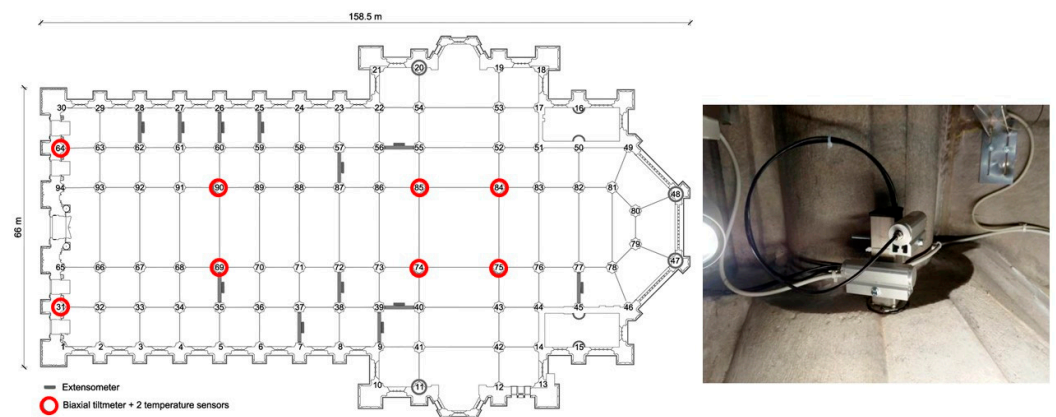 158.5 m
66 m
21 20 19 18
30 29 28 27 26 25 24 23 22 54 53 17 16
64 63 62 61 60 59 58 57 56 55 52 51 50 49
94 93 92 91 90 89 88 87 86 85 84 83 82 81 48
80
79
65 66 67 68 69 70 71 72 73 74 75 76 77 78 47
31 32 33 34 35 36 37 38 39 40 43 44 45 46
1 2 3 4 5 6 7 8 9 41 42 14 15
10 11 12 13
Extensometer
Biaxial tiltmeter + 2 temperature sensors